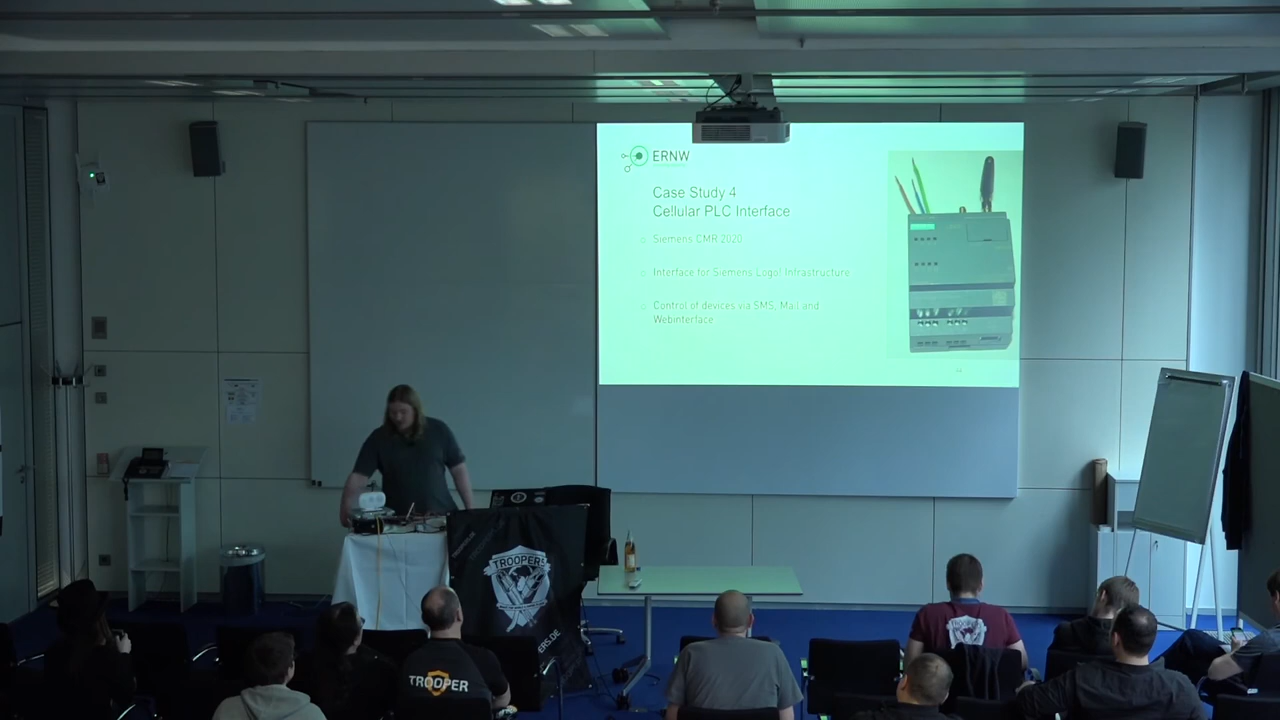 ERNW
Case Study 4
Cellular PLC Interface
Siemens CMR 2020
Interface for Siemens Logo! Infrastructure
Control of devices via SMS, Mail and
Webinterface
TROOPERS
TROOPER